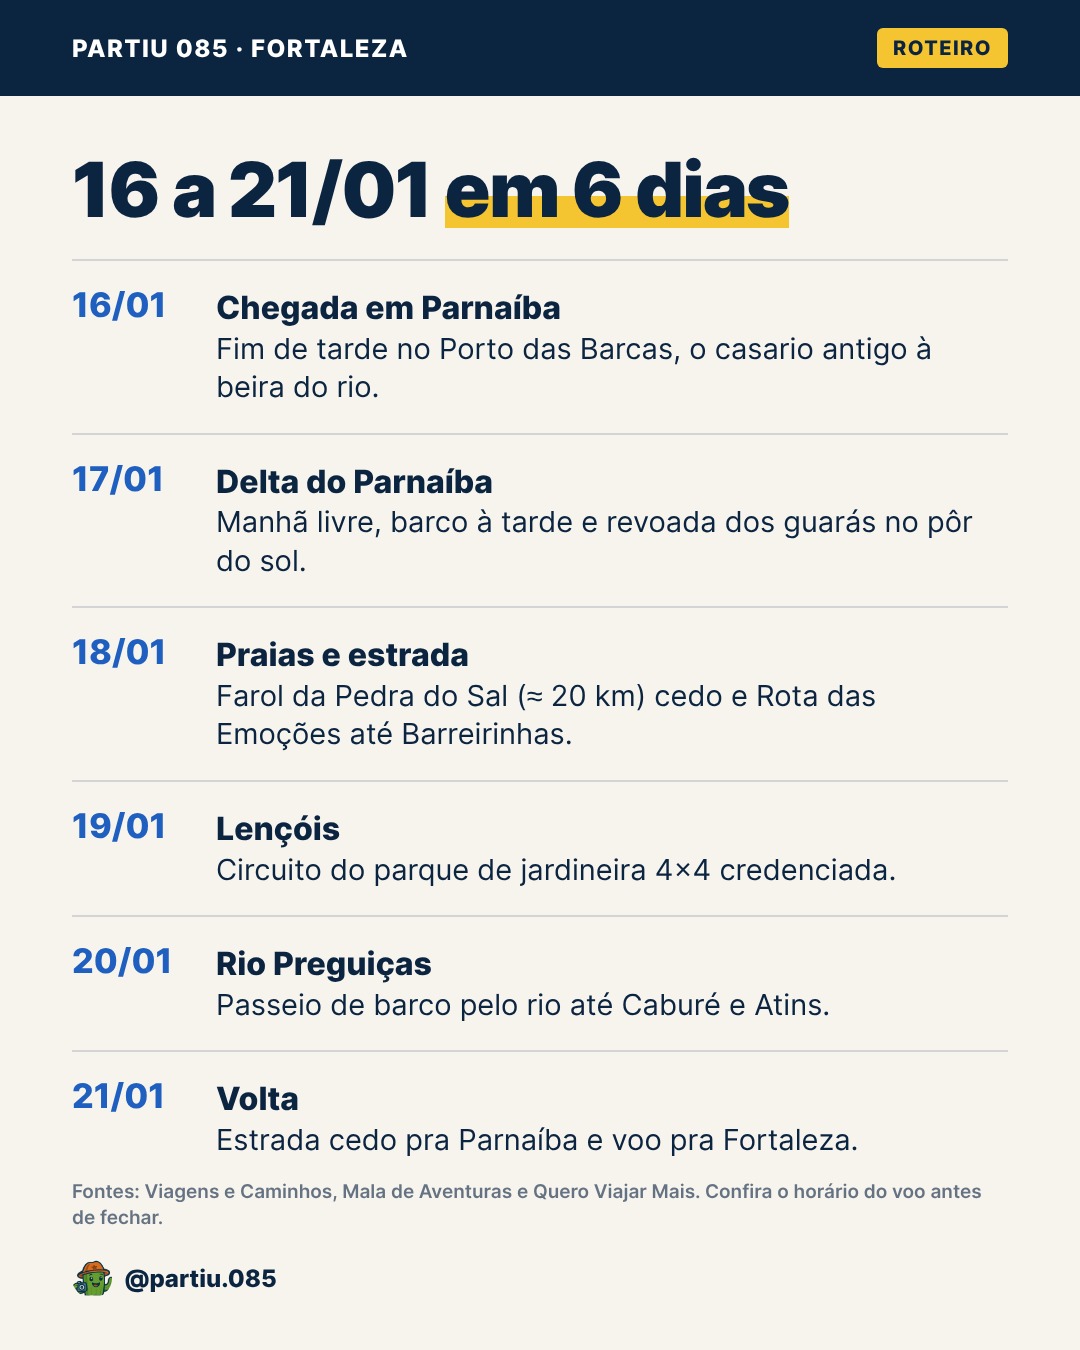 PARTIU 085 · FORTALEZA
ROTEIRO
16 a 21/01 em 6 dias
16/01
Chegada em Parnaíba
Fim de tarde no Porto das Barcas, o casario antigo à
beira do rio.
17/01
Delta do Parnaíba
Manhã livre, barco à tarde e revoada dos guarás no pôr
do sol.
18/01
Praias e estrada
Farol da Pedra do Sal (≈ 20 km) cedo e Rota das
Emoções até Barreirinhas.
19/01
Lençóis
Circuito do parque de jardineira 4×4 credenciada.
20/01
Rio Preguiças
Passeio de barco pelo rio até Caburé e Atins.
21/01
Volta
Estrada cedo pra Parnaíba e voo pra Fortaleza.
Fontes: Viagens e Caminhos, Mala de Aventuras e Quero Viajar Mais. Confira o horário do voo antes
de fechar.
@partiu.085